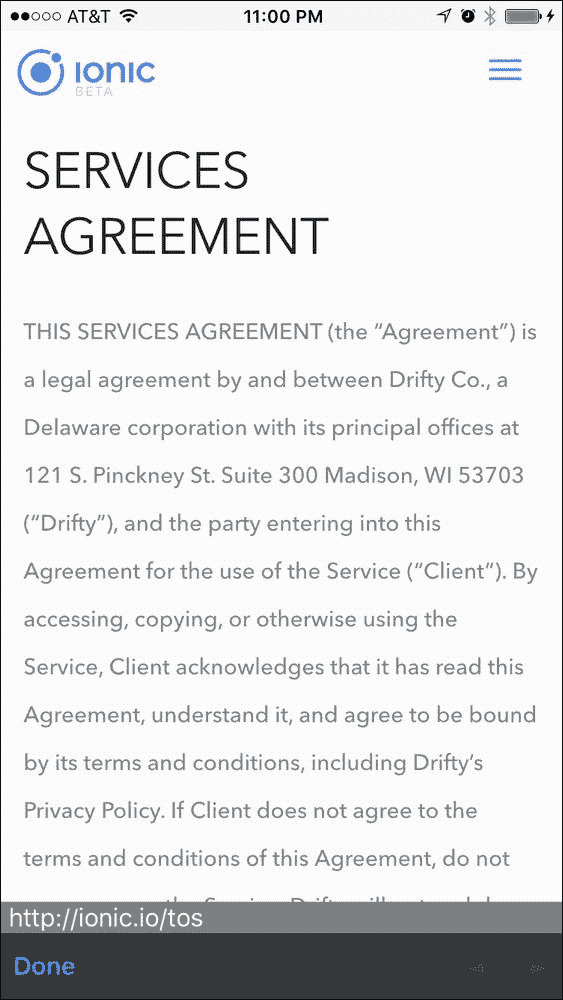 AT&T 11:00 PM
ionic
BETA
SERVICES
AGREEMENT
THIS SERVICES AGREEMENT (the “Agreement”) is
a legal agreement by and between Drifty Co., a
Delaware corporation with its principal offices at
121 S. Pinckney St. Suite 300 Madison, WI 53703
(“Drifty”), and the party entering into this
Agreement for the use of the Service (“Client”). By
accessing, copying, or otherwise using the
Service, Client acknowledges that it has read this
Agreement, understand it, and agree to be bound
by its terms and conditions, including Drifty’s
Privacy Policy. If Client does not agree to the
terms and conditions of this Agreement, do not
http://ionic.io/tos
Done